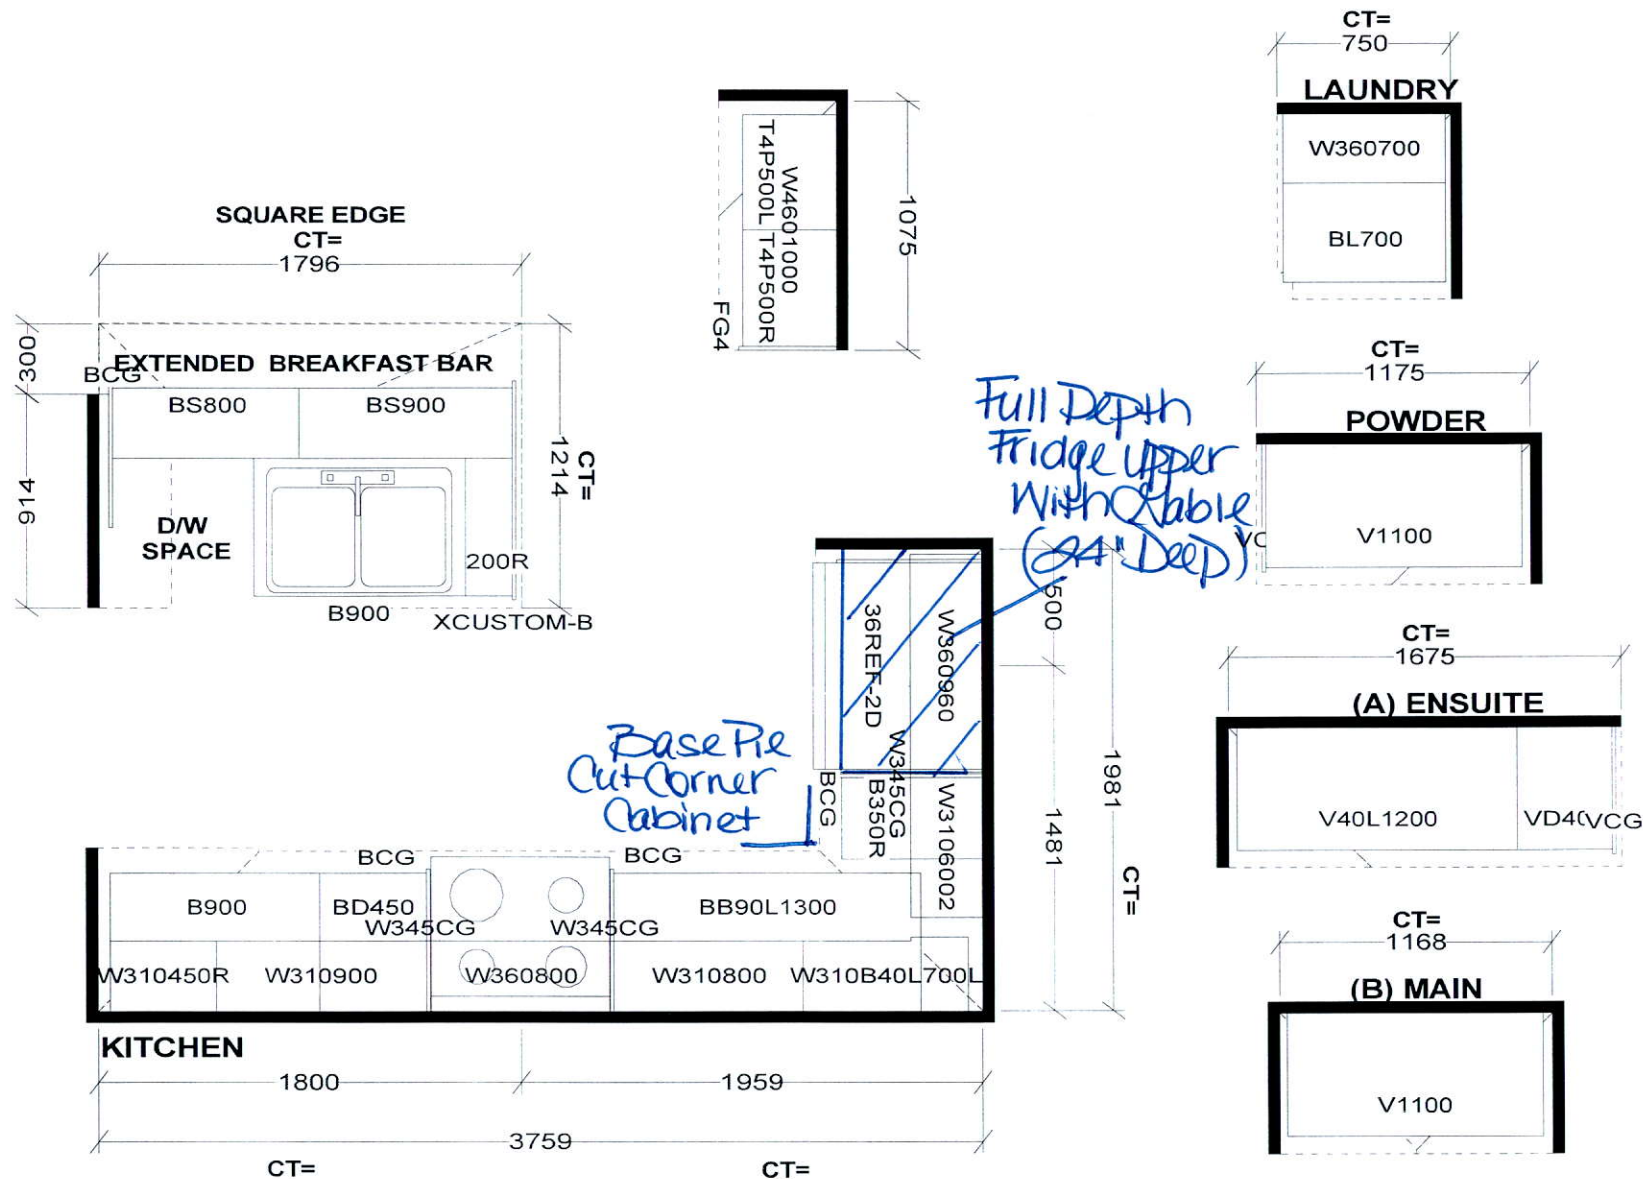 CT=
750
LAUNDRY
W360700
BL700
T4P500L T4P500R
W4601000
FG4
1075
SQUARE EDGE
CT=
1796
300
914
EXTENDED BREAKFAST BAR
BCG
BS800
BS900
D/W
SPACE
200R
B900
XCUSTOM-B
1214
CT=
CT=
1175
POWDER
V1100
Full Depth
Fridge upper
With Gable
(24" Deep)
500
36REF-2D
W360960
W345CG
B350R
W3106002
BCG
1481
1981
CT=
Base Pie
Cut Corner
Cabinet
CT=
1675
(A) ENSUITE
V40L1200
VCG
BCG
BCG
B900
BD450
W345CG
W345CG
BB90L1300
W310450R
W310900
W360800
W310800
W310B40L700L
KITCHEN
1800
1959
3759
CT=
CT=
CT=
1168
(B) MAIN
V1100